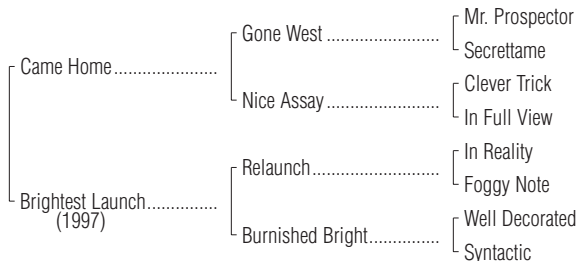 Mr. Prospector
Gone West ........................
Secrettame
Came Home ......................
Clever Trick
Nice Assay ........................
In Full View
In Reality
Relaunch ...........................
Foggy Note
Brightest Launch ...............
(1997)
Well Decorated
Burnished Bright ...............
Syntactic